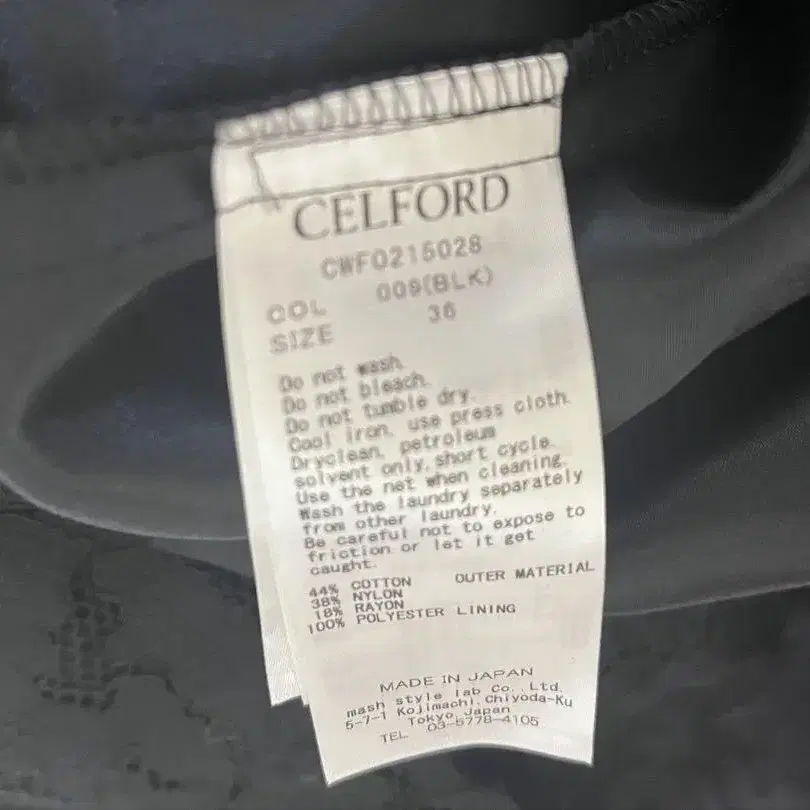 CELFORD
CWFO215028
COL 009(BLK)
SIZE 36
Do not wash.
Do not bleach.
Do not tumble dry.
Cool iron, use press cloth.
Dryclean, petroleum
solvent only, short cycle.
Use the net when cleaning.
Wash the laundry separately
from other laundry.
Be careful not to expose to
friction or let it get
caught.
44% COTTON OUTER MATERIAL
38% NYLON
18% RAYON
100% POLYESTER LINING
MADE IN JAPAN
mash style lab Co., Ltd.
5-7-1 Kojimachi, Chiyoda-Ku
Tokyo, Japan
TEL 03-5778-4105